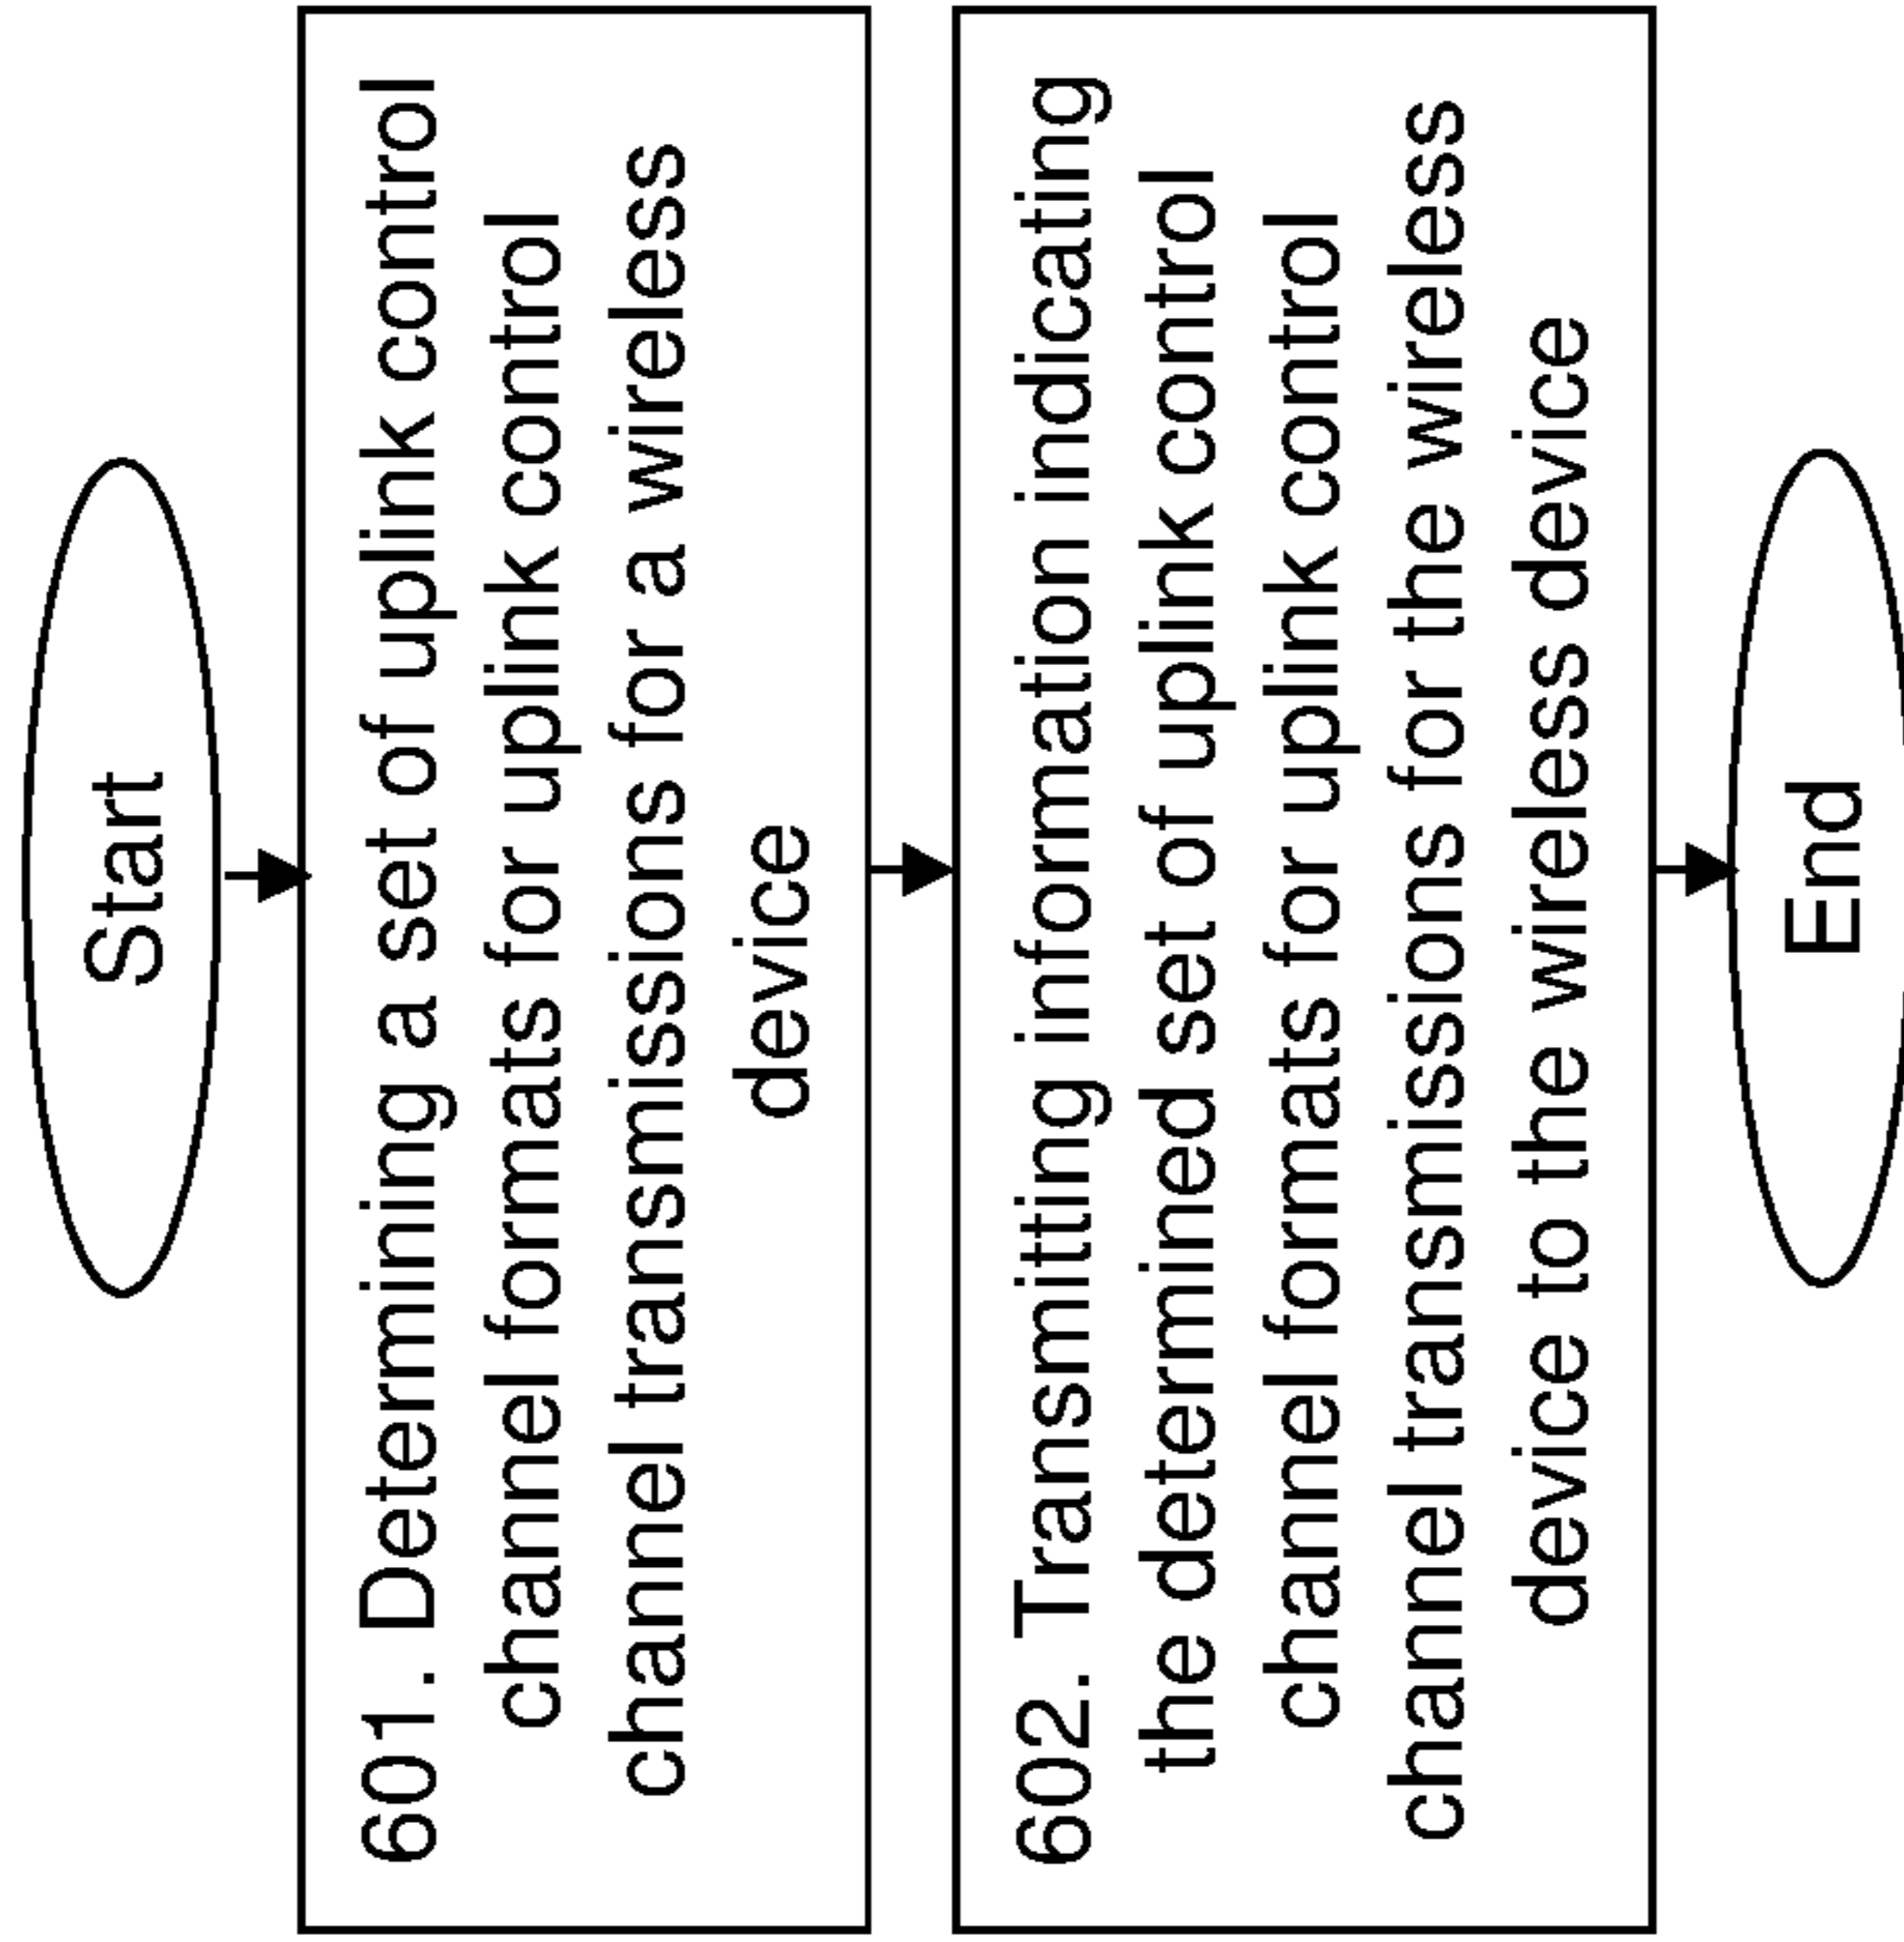 Start
601. Determining a set of uplink control
channel formats for uplink control
channel transmissions for a wireless
device
602. Transmitting information indicating
the determined set of uplink control
channel formats for uplink control
channel transmissions for the wireless
device to the wireless device
End